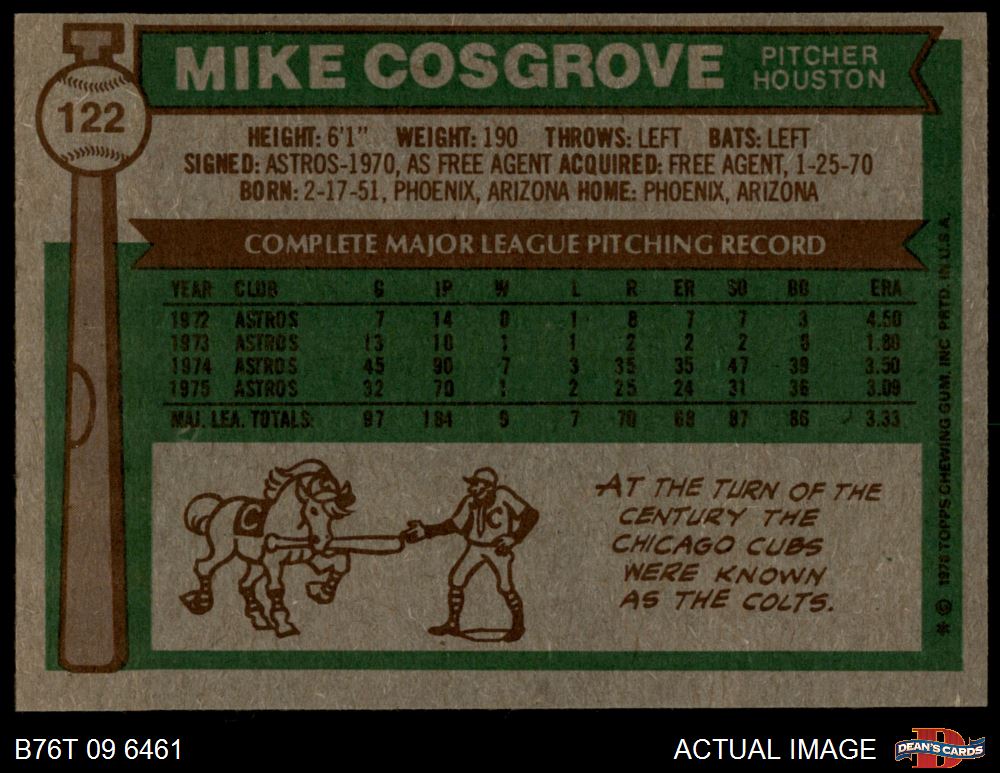 122
MIKE COSGROVE
PITCHER
HOUSTON
HEIGHT: 6'1" WEIGHT: 190 THROWS: LEFT BATS: LEFT
SIGNED: ASTROS-1970, AS FREE AGENT ACQUIRED: FREE AGENT, 1-25-70
BORN: 2-17-51, PHOENIX, ARIZONA HOME: PHOENIX, ARIZONA
COMPLETE MAJOR LEAGUE PITCHING RECORD
YEAR CLUB G IP W L R ER SO BB ERA
1972 ASTROS 7 14 0 1 8 7 7 3 4.50
1973 ASTROS 13 10 1 1 2 2 2 8 1.80
1974 ASTROS 45 90 7 3 35 35 47 39 3.50
1975 ASTROS 32 70 1 2 25 24 31 36 3.09
MAJ. LEA. TOTALS: 97 184 9 7 70 68 87 86 3.33
C
C
AT THE TURN OF THE
CENTURY THE
CHICAGO CUBS
WERE KNOWN
AS THE COLTS.
✱ © 1976 TOPPS CHEWING GUM, INC PRTD. IN U.S.A.
B76T 09 6461
ACTUAL IMAGE
D
DEAN'S CARDS